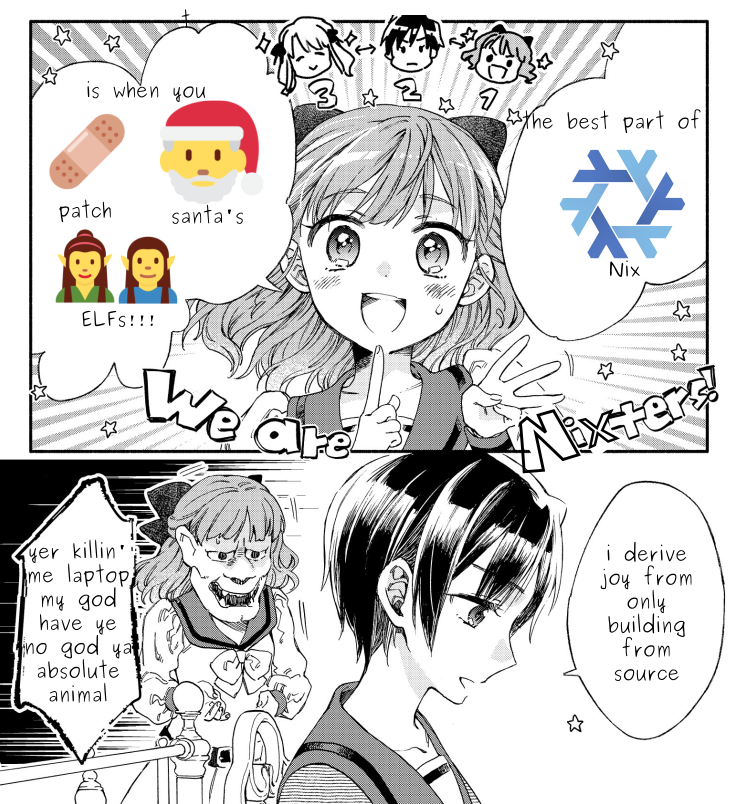 3 2 1
the best part of
Nix
is when you
patch
santa's
ELFs!!!
We are Nixters!
i derive
joy from
only
building
from
source
yer killin'
me laptop
my god
have ye
no god ya
absolute
animal